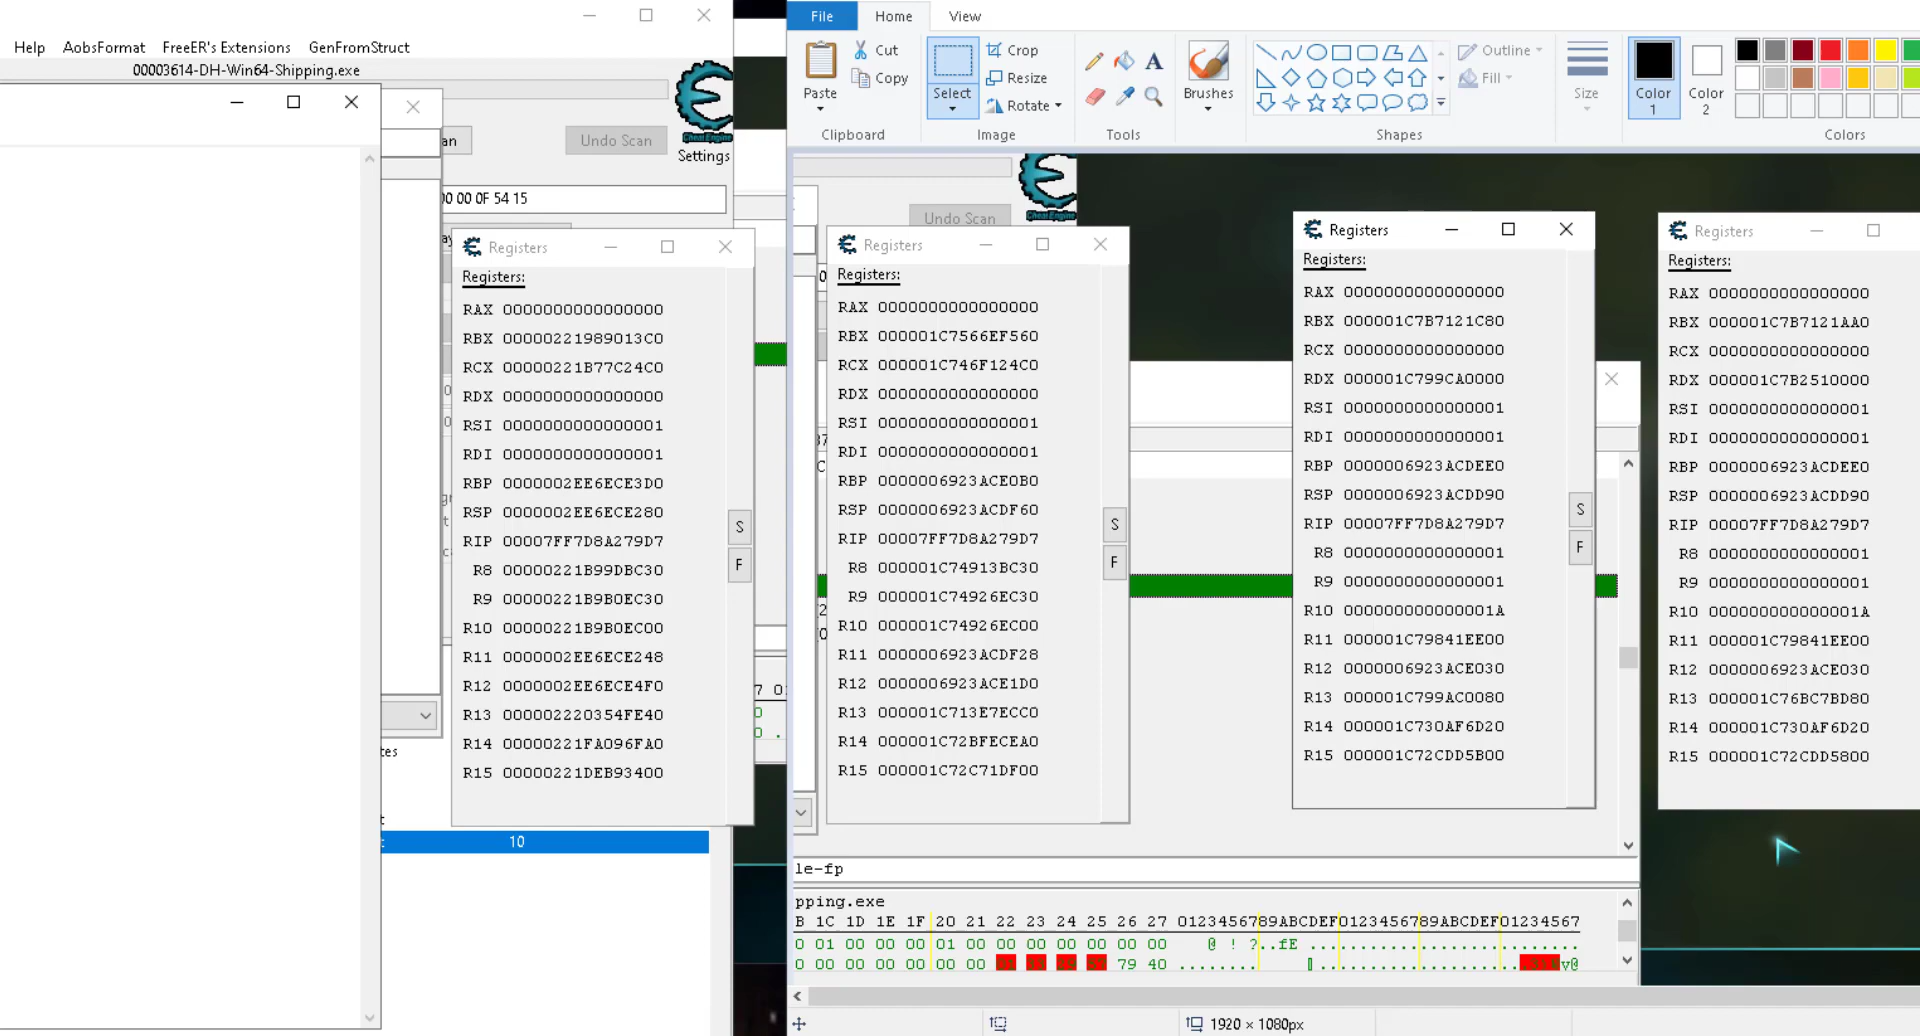 Help AobsFormat FreeER's Extensions GenFromStruct
00003614-DH-Win64-Shipping.exe
an
Undo Scan
Settings
00 00 0F 54 15
Registers
Registers:
RAX 0000000000000000
RBX 00000221989013C0
RCX 00000221B77C24C0
RDX 0000000000000000
RSI 0000000000000001
RDI 0000000000000001
RBP 0000002EE6ECE3D0
RSP 0000002EE6ECE280
RIP 00007FF7D8A279D7
R8 00000221B99DBC30
R9 00000221B9B0EC30
R10 00000221B9B0EC00
R11 0000002EE6ECE248
R12 0000002EE6ECE4F0
R13 000002220354FE40
R14 00000221FA096FA0
R15 00000221DEB93400
S
F
tes
10
File Home View
Paste
Cut
Copy
Clipboard
Select
Crop
Resize
Rotate
Image
Tools
Brushes
Shapes
Outline
Fill
Size
Color 1
Color 2
Colors
Undo Scan
Registers
Registers:
RAX 0000000000000000
RBX 000001C7566EF560
RCX 000001C746F124C0
RDX 0000000000000000
RSI 0000000000000001
RDI 0000000000000001
RBP 0000006923ACE0B0
RSP 0000006923ACDF60
RIP 00007FF7D8A279D7
R8 000001C74913BC30
R9 000001C74926EC30
R10 000001C74926EC00
R11 0000006923ACDF28
R12 0000006923ACE1D0
R13 000001C713E7ECC0
R14 000001C72BFECEA0
R15 000001C72C71DF00
S
F
Registers
Registers:
RAX 0000000000000000
RBX 000001C7B7121C80
RCX 0000000000000000
RDX 000001C799CA0000
RSI 0000000000000001
RDI 0000000000000001
RBP 0000006923ACDEE0
RSP 0000006923ACDD90
RIP 00007FF7D8A279D7
R8 0000000000000001
R9 0000000000000001
R10 000000000000001A
R11 000001C79841EE00
R12 0000006923ACE030
R13 000001C799AC0080
R14 000001C730AF6D20
R15 000001C72CDD5B00
S
F
Registers
Registers:
RAX 0000000000000000
RBX 000001C7B7121AA0
RCX 0000000000000000
RDX 000001C7B2510000
RSI 0000000000000001
RDI 0000000000000001
RBP 0000006923ACDEE0
RSP 0000006923ACDD90
RIP 00007FF7D8A279D7
R8 0000000000000001
R9 0000000000000001
R10 000000000000001A
R11 000001C79841EE00
R12 0000006923ACE030
R13 000001C76BC7BD80
R14 000001C730AF6D20
R15 000001C72CDD5800
le-fp
pping.exe
B 1C 1D 1E 1F 20 21 22 23 24 25 26 27 0123456789ABCDEF0123456789ABCDEF01234567
0 01 00 00 00 01 00 00 00 00 00 00 00 @ ! ?..fE ..................................
0 00 00 00 00 00 00 79 40
1920 × 1080px